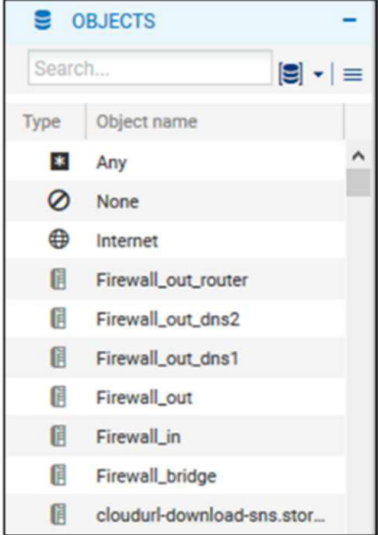 OBJECTS
Search...
Type Object name
Any
None
Internet
Firewall_out_router
Firewall_out_dns2
Firewall_out_dns1
Firewall_out
Firewall_in
Firewall_bridge
cloudurl-download-sns.stor...